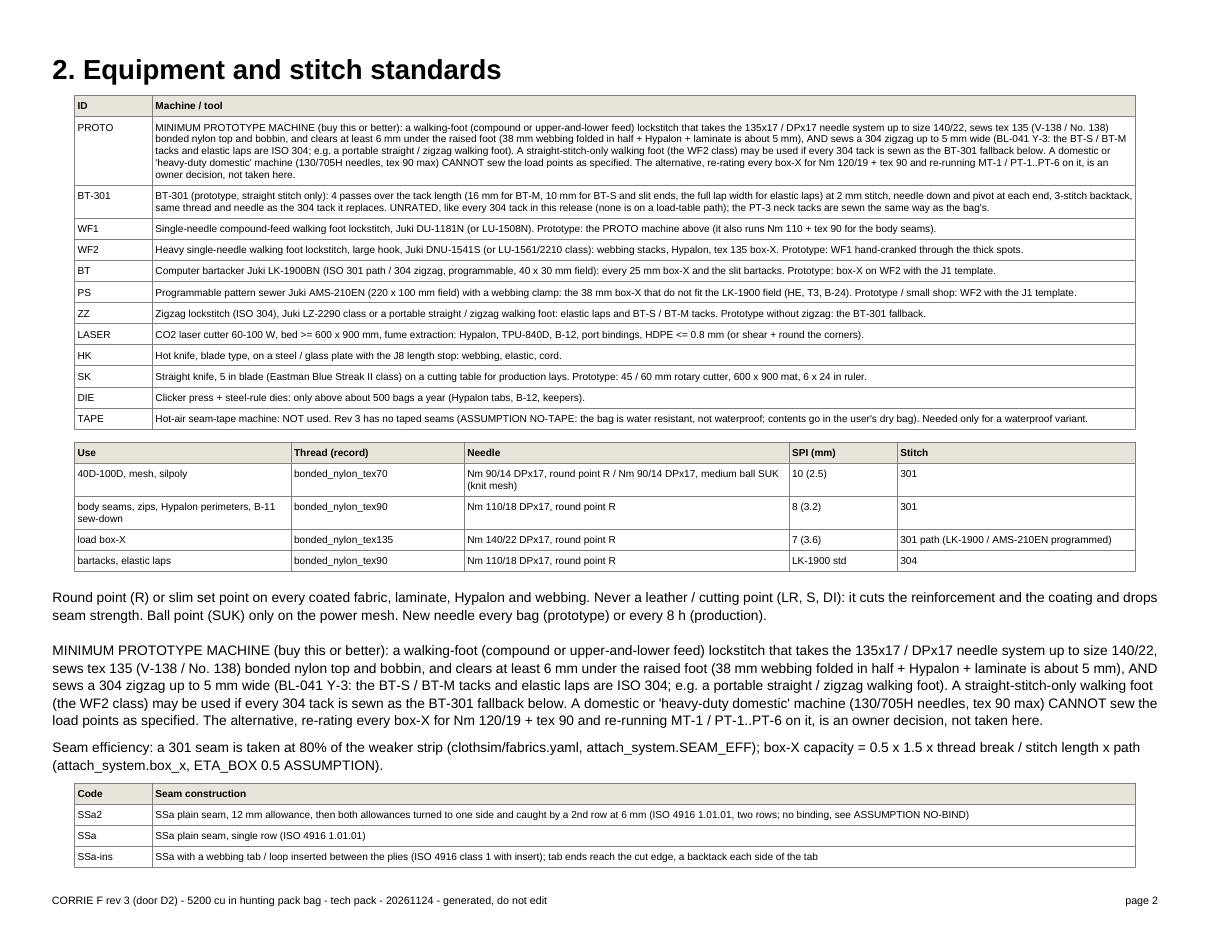 2. Equipment and stitch standards
ID Machine / tool
PROTO MINIMUM PROTOTYPE MACHINE (buy this or better): a walking-foot (compound or upper-and-lower feed) lockstitch that takes the 135x17 / DPx17 needle system up to size 140/22, sews tex 135 (V-138 / No. 138)
bonded nylon top and bobbin, and clears at least 6 mm under the raised foot (38 mm webbing folded in half + Hypalon + laminate is about 5 mm), AND sews a 304 zigzag up to 5 mm wide (BL-041 Y-3: the BT-S / BT-M
tacks and elastic laps are ISO 304; e.g. a portable straight / zigzag walking foot). A straight-stitch-only walking foot (the WF2 class) may be used if every 304 tack is sewn as the BT-301 fallback below. A domestic or
'heavy-duty domestic' machine (130/705H needles, tex 90 max) CANNOT sew the load points as specified. The alternative, re-rating every box-X for Nm 120/19 + tex 90 and re-running MT-1 / PT-1..PT-6 on it, is an
owner decision, not taken here.
BT-301 BT-301 (prototype, straight stitch only): 4 passes over the tack length (16 mm for BT-M, 10 mm for BT-S and slit ends, the full lap width for elastic laps) at 2 mm stitch, needle down and pivot at each end, 3-stitch backtack,
same thread and needle as the 304 tack it replaces. UNRATED, like every 304 tack in this release (none is on a load-table path); the PT-3 neck tacks are sewn the same way as the bag's.
WF1 Single-needle compound-feed walking foot lockstitch, Juki DU-1181N (or LU-1508N). Prototype: the PROTO machine above (it also runs Nm 110 + tex 90 for the body seams).
WF2 Heavy single-needle walking foot lockstitch, large hook, Juki DNU-1541S (or LU-1561/2210 class): webbing stacks, Hypalon, tex 135 box-X. Prototype: WF1 hand-cranked through the thick spots.
BT Computer bartacker Juki LK-1900BN (ISO 301 path / 304 zigzag, programmable, 40 x 30 mm field): every 25 mm box-X and the slit bartacks. Prototype: box-X on WF2 with the J1 template.
PS Programmable pattern sewer Juki AMS-210EN (220 x 100 mm field) with a webbing clamp: the 38 mm box-X that do not fit the LK-1900 field (HE, T3, B-24). Prototype / small shop: WF2 with the J1 template.
ZZ Zigzag lockstitch (ISO 304), Juki LZ-2290 class or a portable straight / zigzag walking foot: elastic laps and BT-S / BT-M tacks. Prototype without zigzag: the BT-301 fallback.
LASER CO2 laser cutter 60-100 W, bed >= 600 x 900 mm, fume extraction: Hypalon, TPU-840D, B-12, port bindings, HDPE <= 0.8 mm (or shear + round the corners).
HK Hot knife, blade type, on a steel / glass plate with the J8 length stop: webbing, elastic, cord.
SK Straight knife, 5 in blade (Eastman Blue Streak II class) on a cutting table for production lays. Prototype: 45 / 60 mm rotary cutter, 600 x 900 mat, 6 x 24 in ruler.
DIE Clicker press + steel-rule dies: only above about 500 bags a year (Hypalon tabs, B-12, keepers).
TAPE Hot-air seam-tape machine: NOT used. Rev 3 has no taped seams (ASSUMPTION NO-TAPE: the bag is water resistant, not waterproof; contents go in the user's dry bag). Needed only for a waterproof variant.
Use Thread (record) Needle SPI (mm) Stitch
40D-100D, mesh, silpoly bonded_nylon_tex70 Nm 90/14 DPx17, round point R / Nm 90/14 DPx17, medium ball SUK 10 (2.5) 301
(knit mesh)
body seams, zips, Hypalon perimeters, B-11 bonded_nylon_tex90 Nm 110/18 DPx17, round point R 8 (3.2) 301
sew-down
load box-X bonded_nylon_tex135 Nm 140/22 DPx17, round point R 7 (3.6) 301 path (LK-1900 / AMS-210EN programmed)
bartacks, elastic laps bonded_nylon_tex90 Nm 110/18 DPx17, round point R LK-1900 std 304
Round point (R) or slim set point on every coated fabric, laminate, Hypalon and webbing. Never a leather / cutting point (LR, S, DI): it cuts the reinforcement and the coating and drops
seam strength. Ball point (SUK) only on the power mesh. New needle every bag (prototype) or every 8 h (production).
MINIMUM PROTOTYPE MACHINE (buy this or better): a walking-foot (compound or upper-and-lower feed) lockstitch that takes the 135x17 / DPx17 needle system up to size 140/22,
sews tex 135 (V-138 / No. 138) bonded nylon top and bobbin, and clears at least 6 mm under the raised foot (38 mm webbing folded in half + Hypalon + laminate is about 5 mm), AND
sews a 304 zigzag up to 5 mm wide (BL-041 Y-3: the BT-S / BT-M tacks and elastic laps are ISO 304; e.g. a portable straight / zigzag walking foot). A straight-stitch-only walking foot
(the WF2 class) may be used if every 304 tack is sewn as the BT-301 fallback below. A domestic or 'heavy-duty domestic' machine (130/705H needles, tex 90 max) CANNOT sew the
load points as specified. The alternative, re-rating every box-X for Nm 120/19 + tex 90 and re-running MT-1 / PT-1..PT-6 on it, is an owner decision, not taken here.
Seam efficiency: a 301 seam is taken at 80% of the weaker strip (clothsim/fabrics.yaml, attach_system.SEAM_EFF); box-X capacity = 0.5 x 1.5 x thread break / stitch length x path
(attach_system.box_x, ETA_BOX 0.5 ASSUMPTION).
Code Seam construction
SSa2 SSa plain seam, 12 mm allowance, then both allowances turned to one side and caught by a 2nd row at 6 mm (ISO 4916 1.01.01, two rows; no binding, see ASSUMPTION NO-BIND)
SSa SSa plain seam, single row (ISO 4916 1.01.01)
SSa-ins SSa with a webbing tab / loop inserted between the plies (ISO 4916 class 1 with insert); tab ends reach the cut edge, a backtack each side of the tab
CORRIE F rev 3 (door D2) - 5200 cu in hunting pack bag - tech pack - 20261124 - generated, do not edit page 2